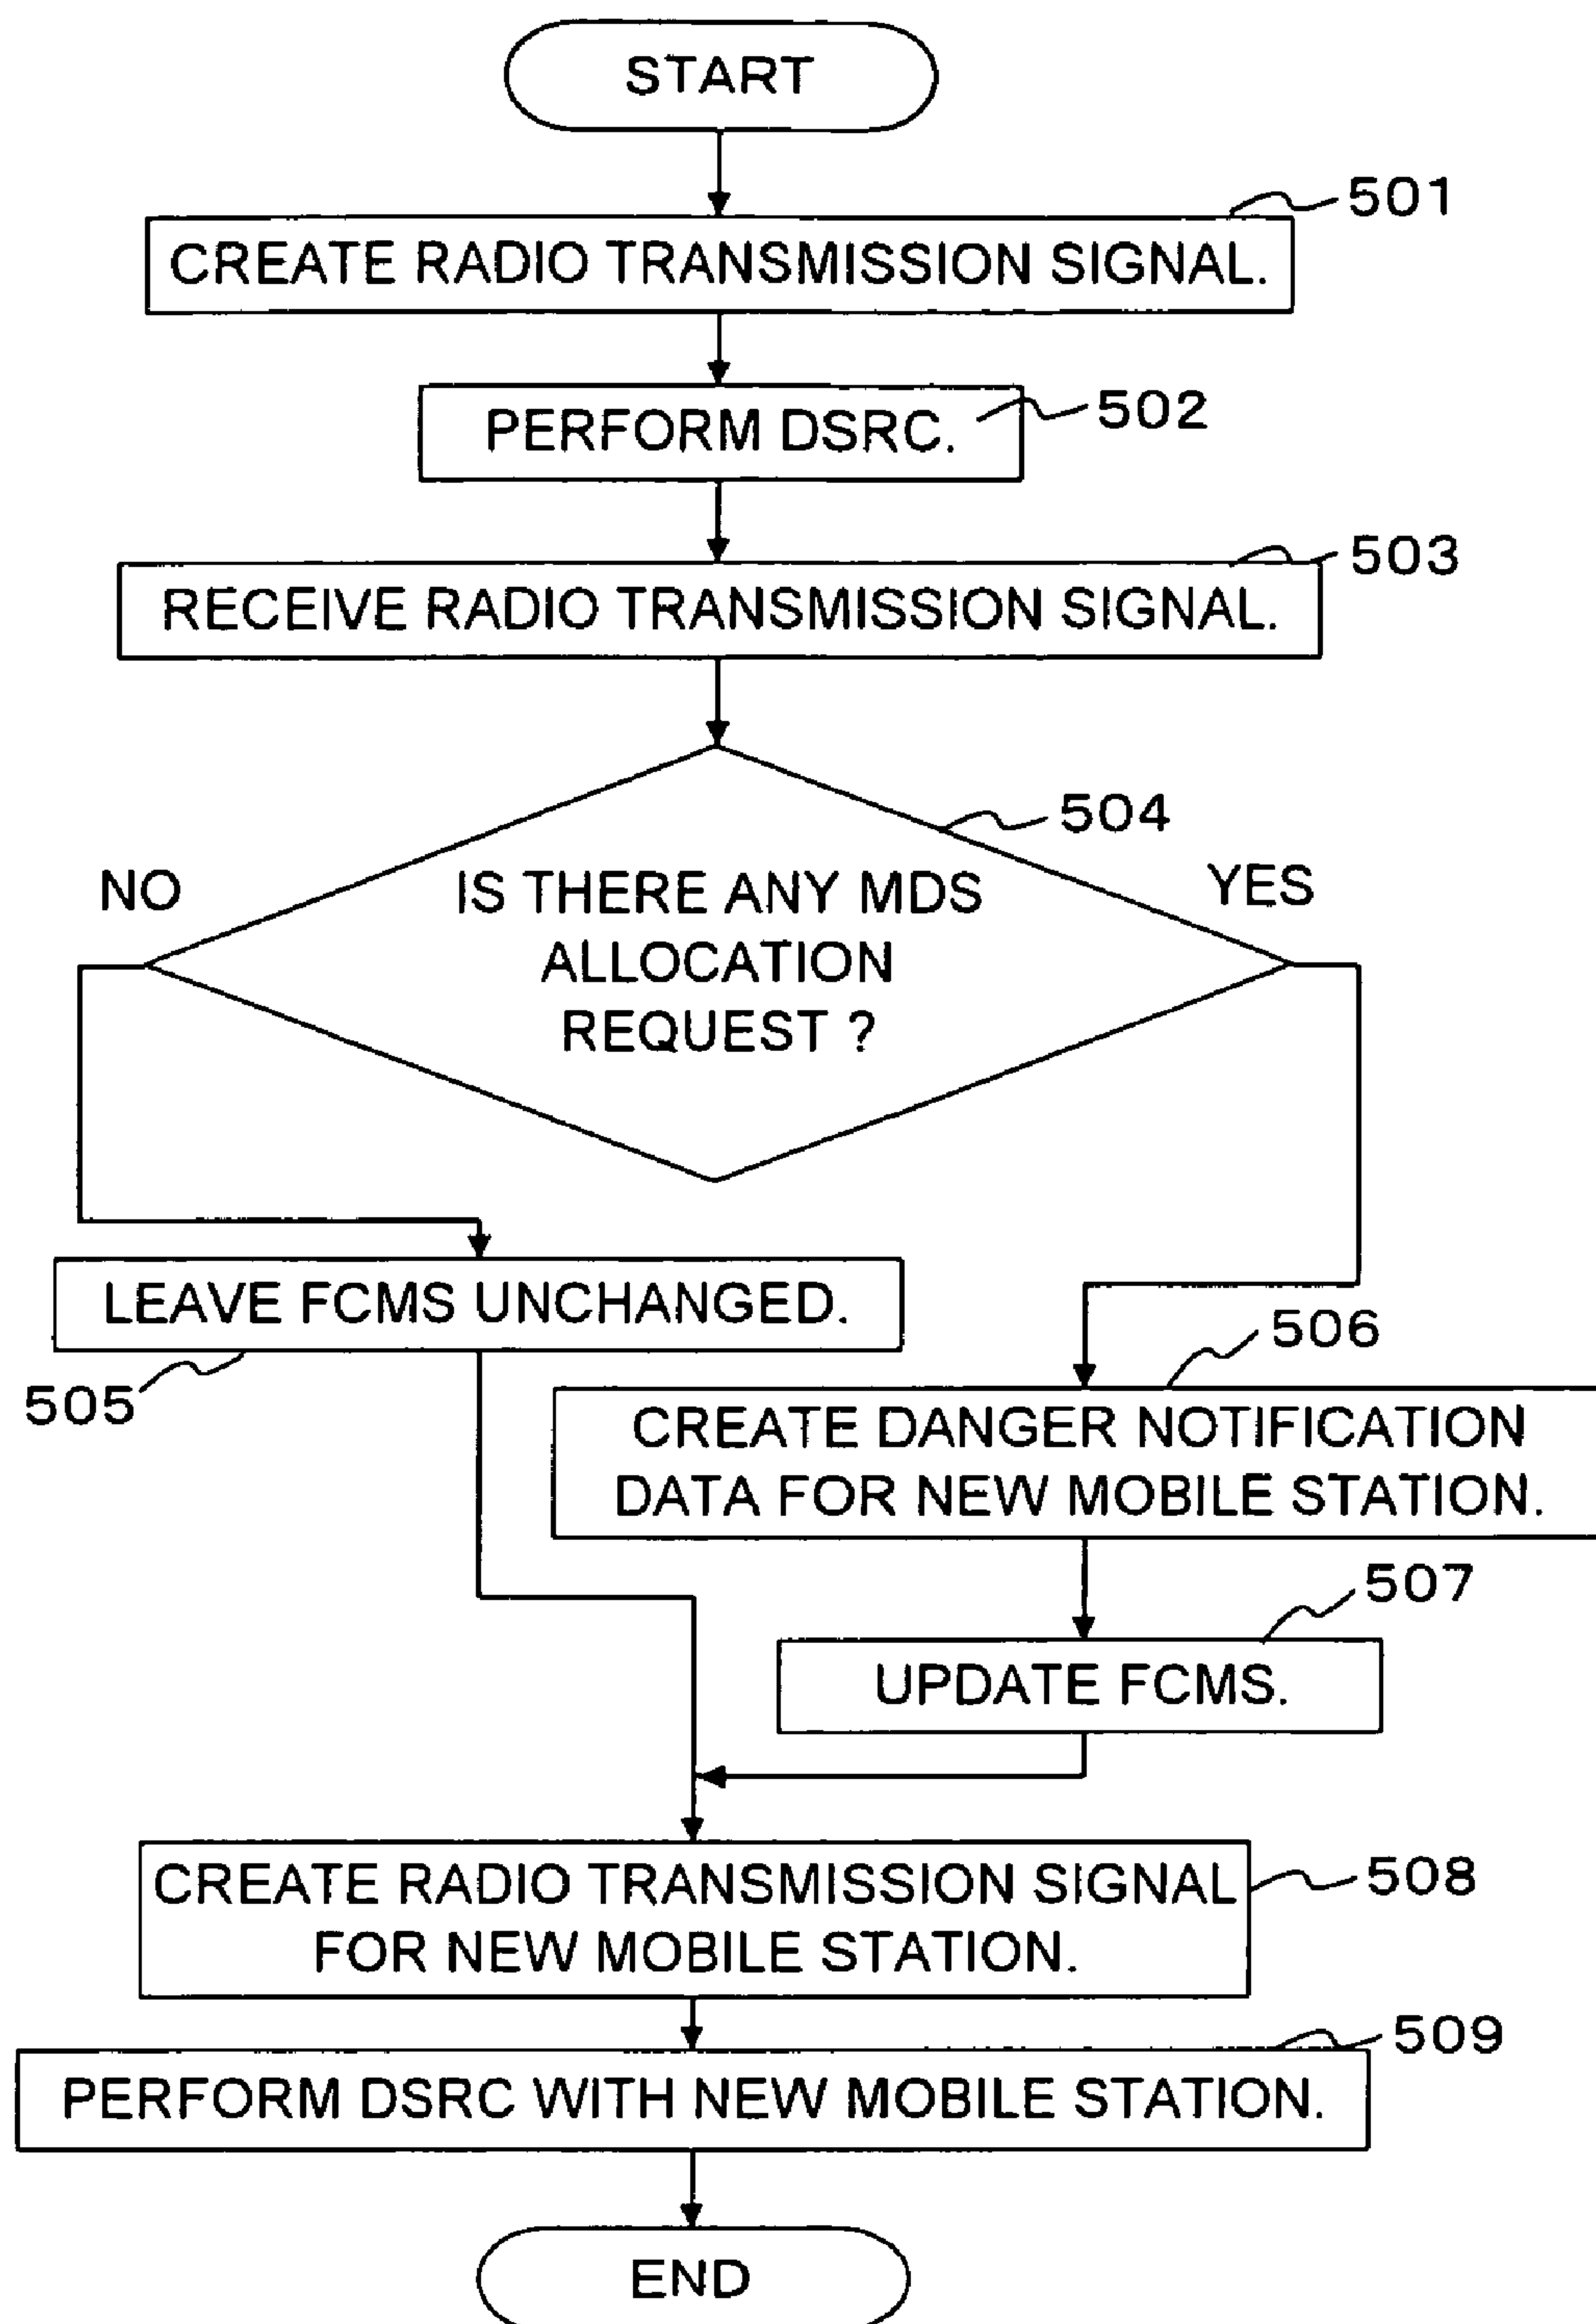 START
501
CREATE RADIO TRANSMISSION SIGNAL.
PERFORM DSRC.
502
503
RECEIVE RADIO TRANSMISSION SIGNAL.
504
NO
YES
IS THERE ANY MDS
ALLOCATION
REQUEST ?
LEAVE FCMS UNCHANGED.
505
506
CREATE DANGER NOTIFICATION
DATA FOR NEW MOBILE STATION.
507
UPDATE FCMS.
CREATE RADIO TRANSMISSION SIGNAL
FOR NEW MOBILE STATION.
508
509
PERFORM DSRC WITH NEW MOBILE STATION.
END